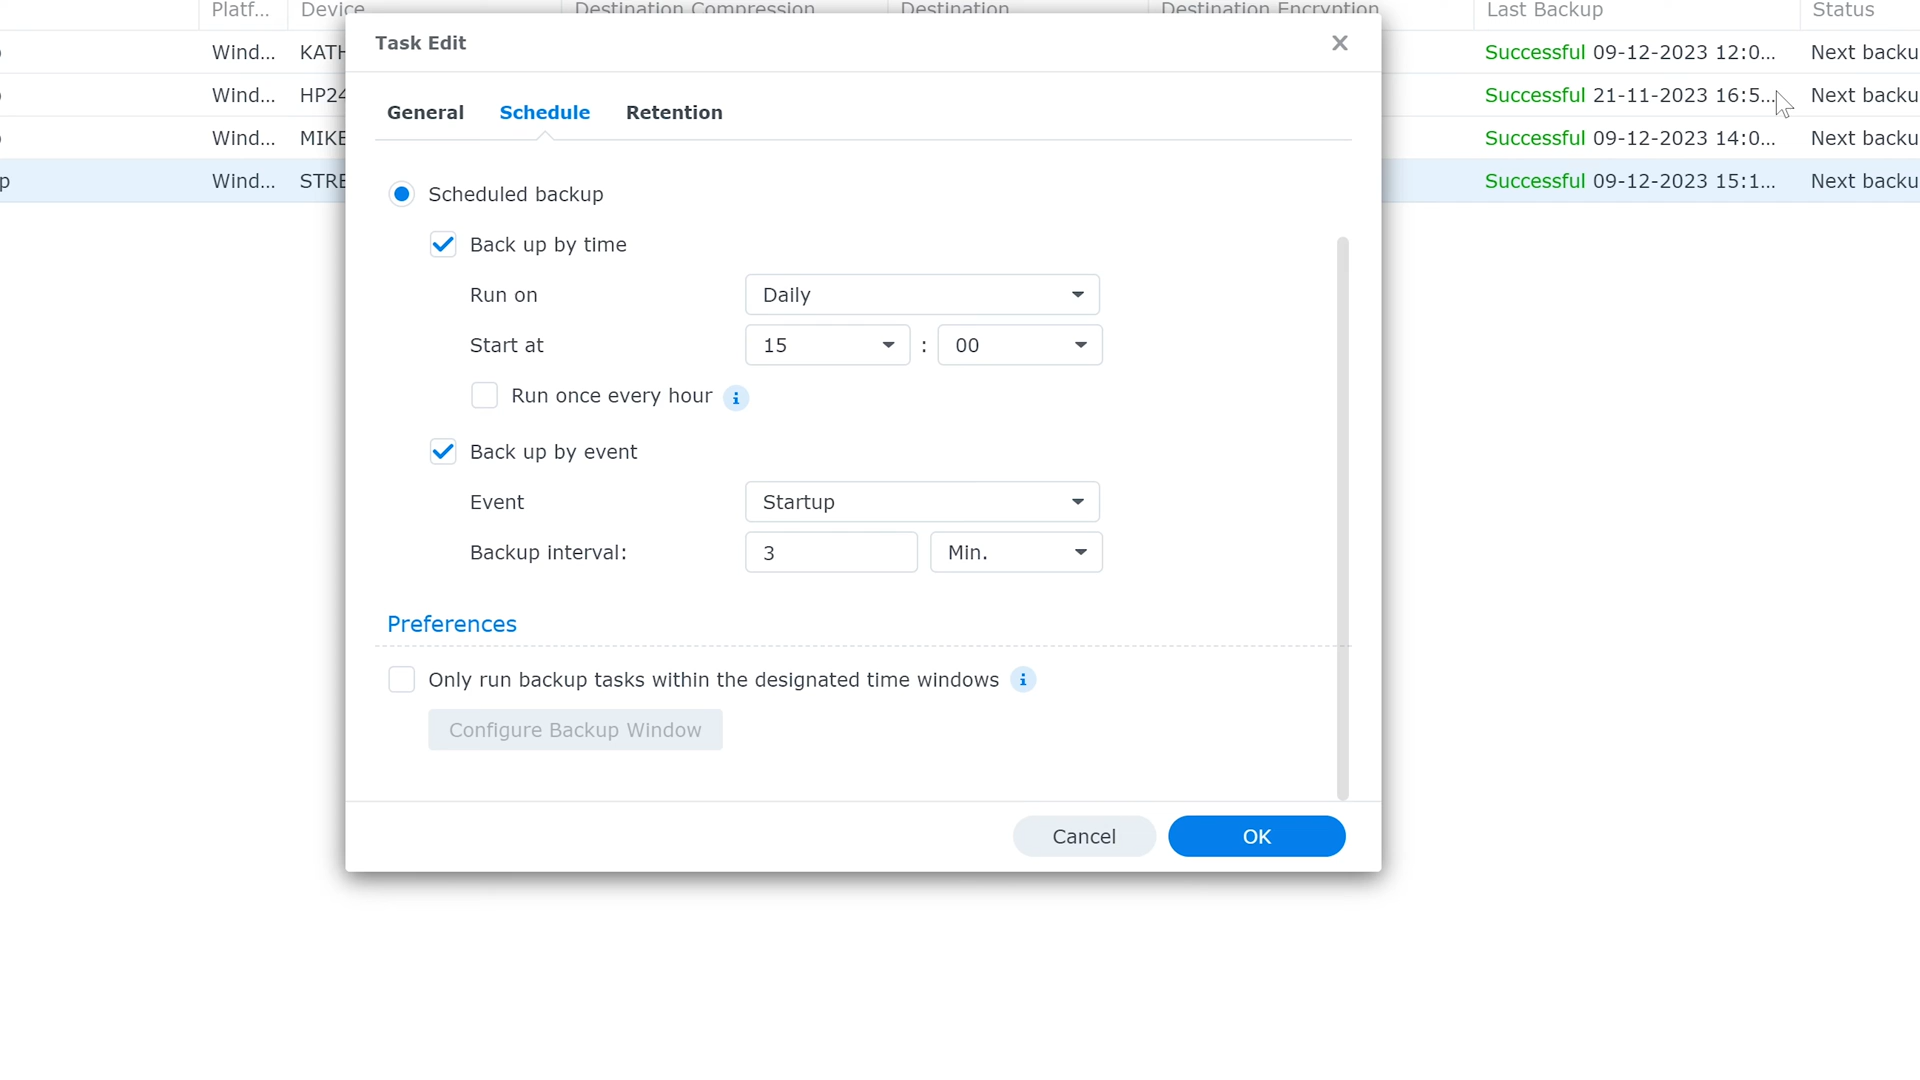 Platf... Device Destination Compression Destination Destination Encryption Last Backup Status
Wind... KATH Successful 09-12-2023 12:0... Next backu
Wind... HP24 Successful 21-11-2023 16:5... Next backu
Wind... MIKE Successful 09-12-2023 14:0... Next backu
p Wind... STRE Successful 09-12-2023 15:1... Next backu
Task Edit
General Schedule Retention
Scheduled backup
Back up by time
Run on Daily
Start at 15 : 00
Run once every hour
Back up by event
Event Startup
Backup interval: 3 Min.
Preferences
Only run backup tasks within the designated time windows
Configure Backup Window
Cancel OK